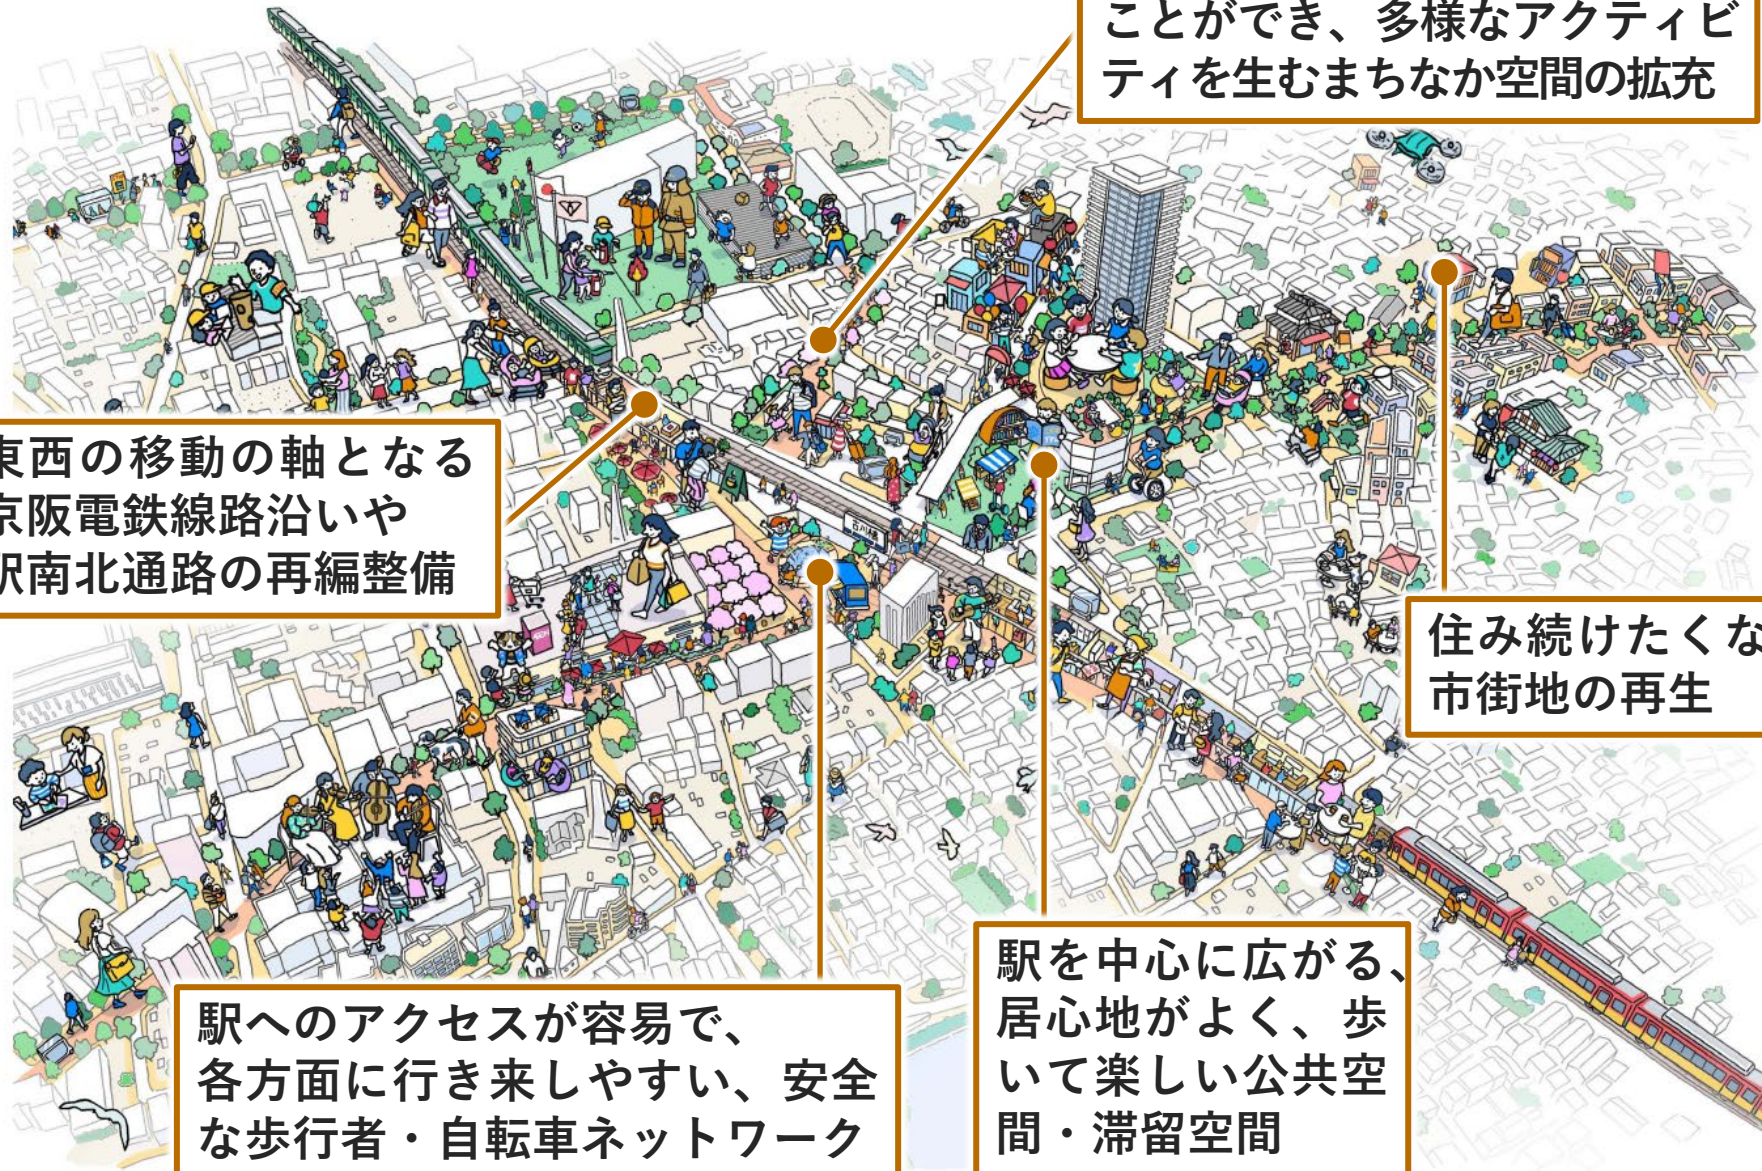 ことができ、多様なアクティビ
ティを生むまちなか空間の拡充
東西の移動の軸となる
京阪電鉄線路沿いや
駅南北通路の再編整備
古川橋
AEON
住み続けたくな
市街地の再生
駅へのアクセスが容易で、
各方面に行き来しやすい、安全
な歩行者・自転車ネットワーク
駅を中心に広がる、
居心地がよく、歩
いて楽しい公共空
間・滞留空間